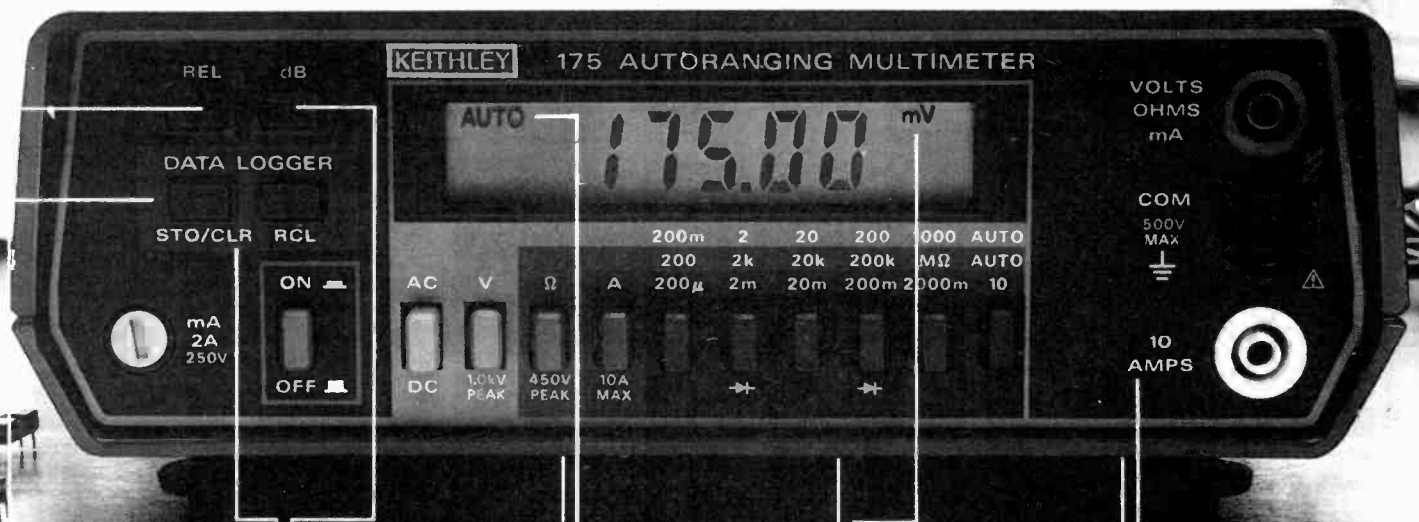 REL dB
KEITHLEY 175 AUTORANGING MULTIMETER
AUTO 175.00 mV
DATA LOGGER
STO/CLR RCL
ON
OFF
mA
2A
250V
AC V Ω A
DC 1.0kV PEAK 450V PEAK 10A MAX
200m 2 20 200 1000 AUTO
200 2k 20k 200k MΩ AUTO
200μ 2m 20m 200m 2000m 10
VOLTS
OHMS
mA
COM
500V
MAX
10
AMPS